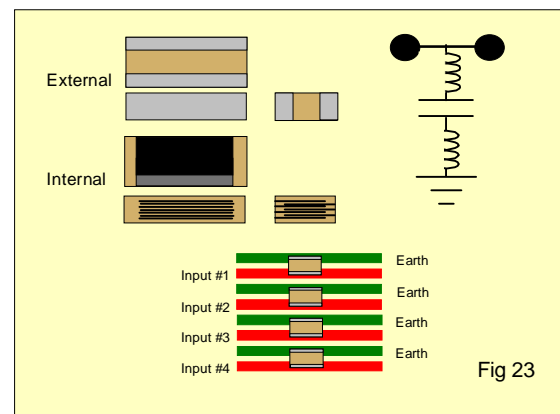 External
Internal
Input #1
Earth
Input #2
Earth
Input #3
Earth
Input #4
Earth
Fig 23